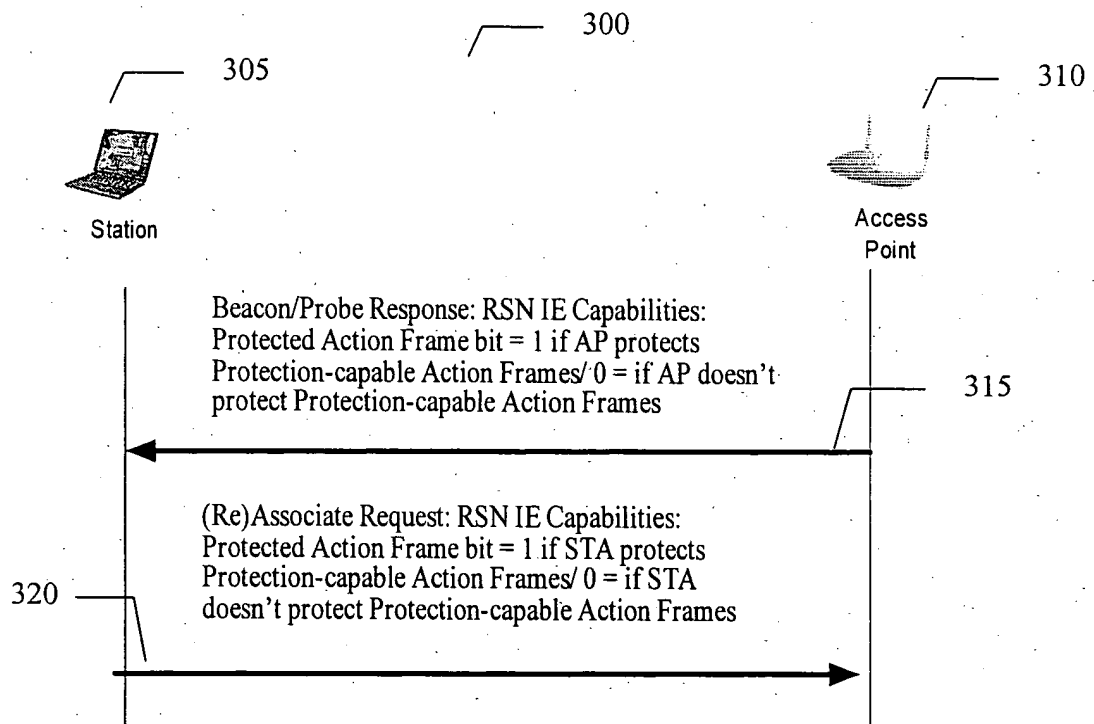 300
305
310
Station
Access
Point
Beacon/Probe Response: RSN IE Capabilities:
Protected Action Frame bit = 1 if AP protects
Protection-capable Action Frames/ 0 = if AP doesn't
protect Protection-capable Action Frames
315
(Re)Associate Request: RSN IE Capabilities:
Protected Action Frame bit = 1 if STA protects
Protection-capable Action Frames/ 0 = if STA
doesn't protect Protection-capable Action Frames
320